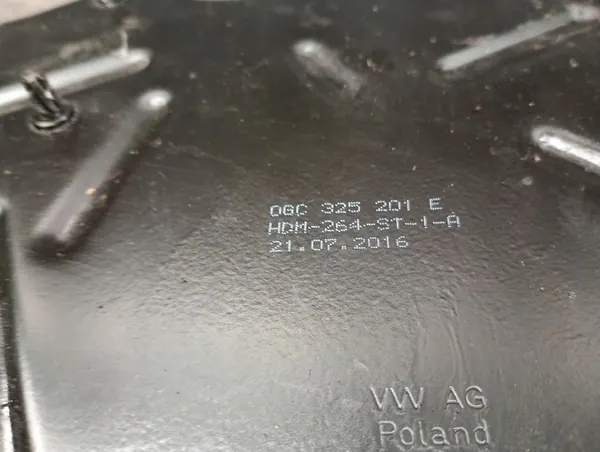 0GC 325 201 E
HDM-264-ST-1-A
21.07.2016
VW AG
Poland